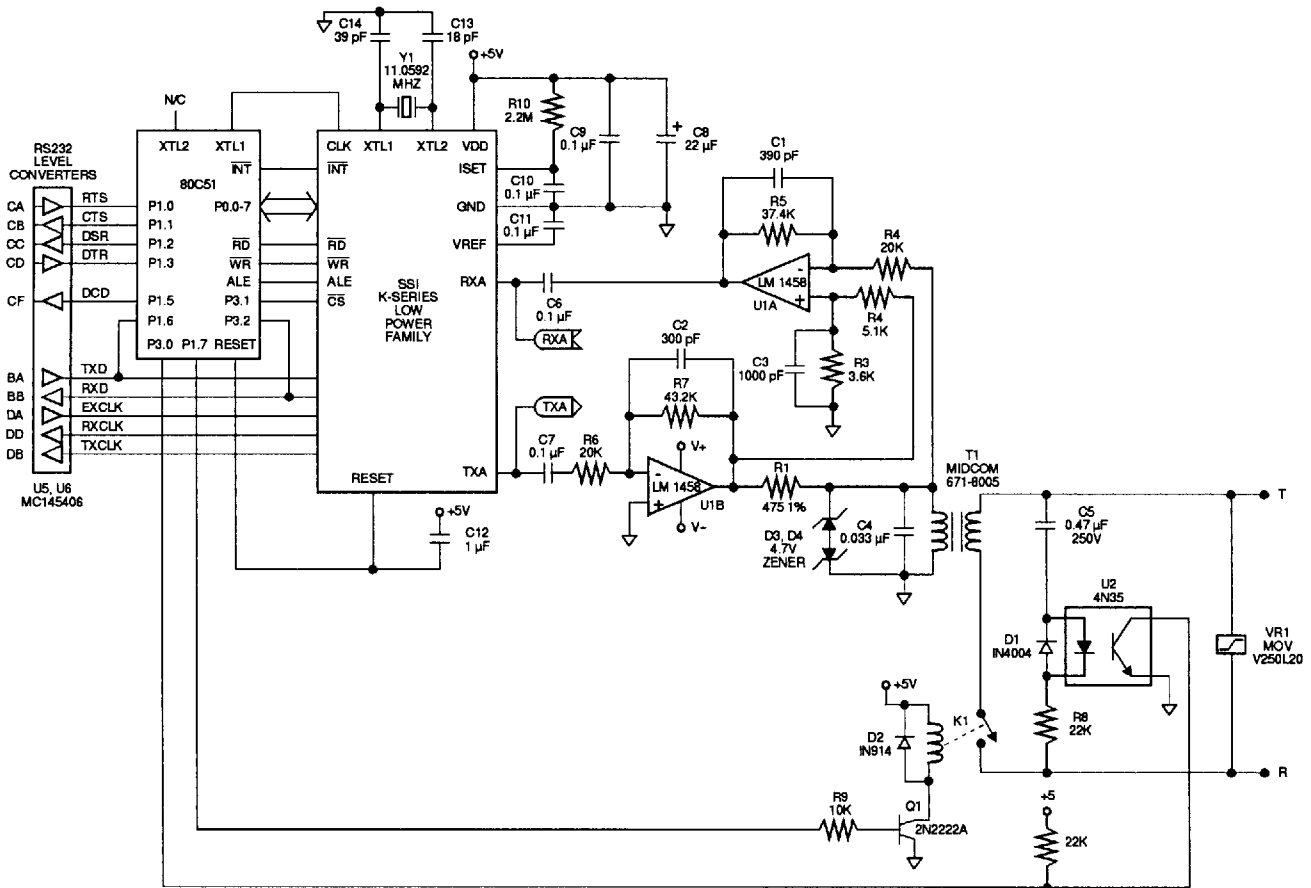 C14
39 pF
C13
18 pF
Y1
11.0592
MHZ
+5V
N/C
R10
2.2M
C9
0.1 µF
+
C8
22 µF
C1
390 pF
RS232
LEVEL
CONVERTERS
XTL2
XTL1
CLK
XTL1
XTL2
VDD
INT
INT
ISET
80C51
C10
0.1 µF
R5
37.4K
CA
RTS
P1.0
P0.0-7
GND
CB
CTS
P1.1
C11
0.1 µF
R4
20K
CC
DSR
P1.2
RD
RD
VREF
CD
DTR
P1.3
WR
WR
ALE
ALE
SSI
K-SERIES
LOW
POWER
FAMILY
RXA
-
LM 1458
+
U1A
CF
DCD
P1.5
P3.1
CS
C6
0.1 µF
R4
5.1K
P1.6
P3.2
C2
300 pF
RXA
P3.0
P1.7
RESET
C3
1000 pF
R3
3.6K
BA
TXD
R7
43.2K
BB
RXD
TXA
DA
EXCLK
DD
RXCLK
DB
TXCLK
C7
0.1 µF
R6
20K
V+
T1
MIDCOM
671-8005
RESET
TXA
-
LM 1458
+
U1B
R1
475 1%
T
U5, U6
MC145406
V-
+5V
C12
1 µF
D3, D4
4.7V
ZENER
C4
0.033 µF
C5
0.47 µF
250V
U2
4N35
D1
IN4004
VR1
MOV
V250L20
+5V
K1
R8
22K
D2
IN914
R
R9
10K
Q1
2N2222A
+5
22K